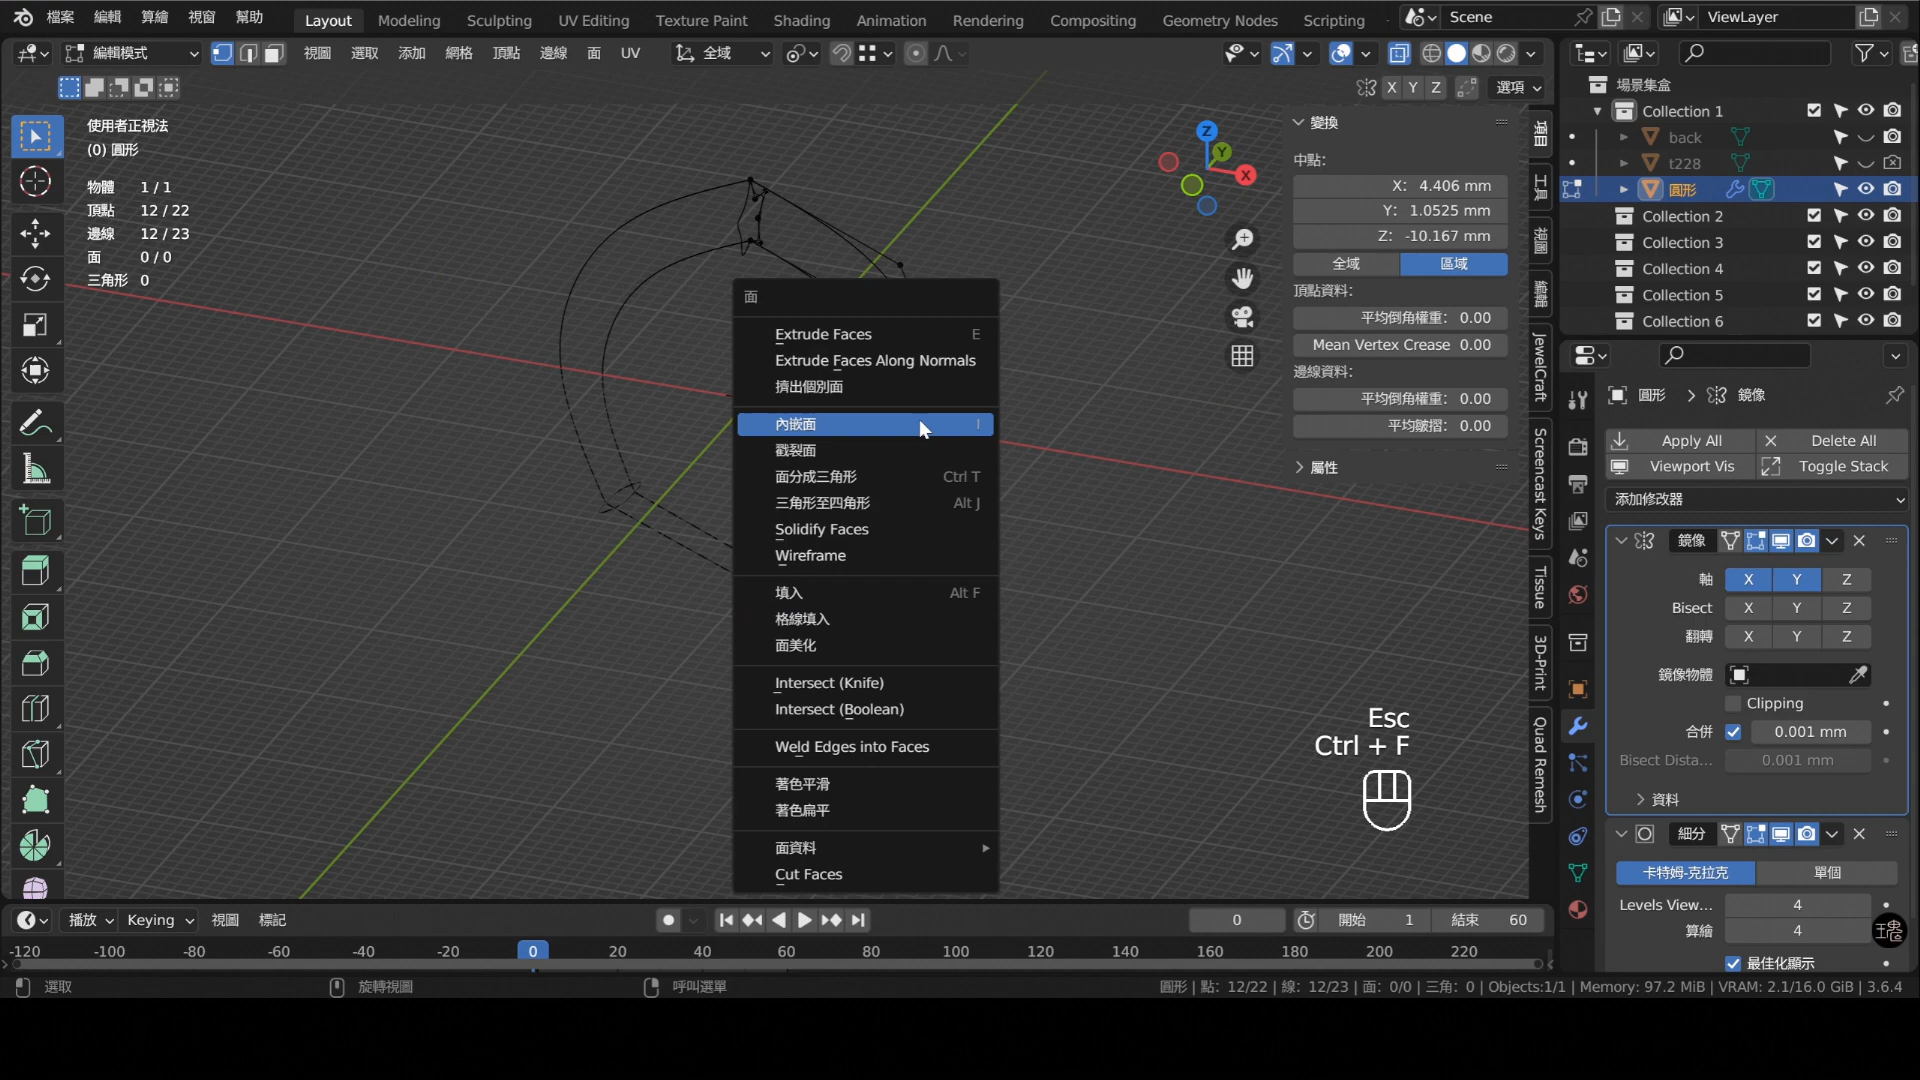 檔案 編輯 算繪 視窗 幫助 Layout Modeling Sculpting UV Editing Texture Paint Shading Animation Rendering Compositing Geometry Nodes Scripting Scene ViewLayer
編輯模式 視圖 選取 添加 網格 頂點 邊線 面 UV 全域
X Y Z 選項
使用者正視法
(0) 圓形
物體 1 / 1
頂點 12 / 22
邊線 12 / 23
面 0 / 0
三角形 0
Z
Y
X
變換
中點:
X: 4.406 mm
Y: 1.0525 mm
Z: -10.167 mm
全域 區域
頂點資料:
平均倒角權重: 0.00
Mean Vertex Crease 0.00
邊線資料:
平均倒角權重: 0.00
平均皺摺: 0.00
屬性
項目
工具
視圖
編輯
JewelCraft
Screencast Keys
Tissue
3D-Print
Quad Remesh
面
Extrude Faces E
Extrude Faces Along Normals
擠出個別面
內嵌面 I
戳裂面
面分成三角形 Ctrl T
三角形至四角形 Alt J
Solidify Faces
Wireframe
填入 Alt F
格線填入
面美化
Intersect (Knife)
Intersect (Boolean)
Weld Edges into Faces
著色平滑
著色扁平
面資料
Cut Faces
Esc
Ctrl + F
場景集盒
Collection 1
back
t228
圓形
Collection 2
Collection 3
Collection 4
Collection 5
Collection 6
圓形 > 鏡像
Apply All Delete All
Viewport Vis Toggle Stack
添加修改器
鏡像
軸 X Y Z
Bisect X Y Z
翻轉 X Y Z
鏡像物體
Clipping
合併 0.001 mm
Bisect Dista... 0.001 mm
資料
細分
卡特姆-克拉克 單個
Levels View... 4
算繪 4
最佳化顯示
播放 Keying 視圖 標記 0 開始 1 結束 60
-120 -100 -80 -60 -40 -20 0 20 40 60 80 100 120 140 160 180 200 220
選取 旋轉視圖 呼叫選單 圓形 | 點: 12/22 | 線: 12/23 | 面: 0/0 | 三角: 0 | Objects:1/1 | Memory: 97.2 MiB | VRAM: 2.1/16.0 GiB | 3.6.4